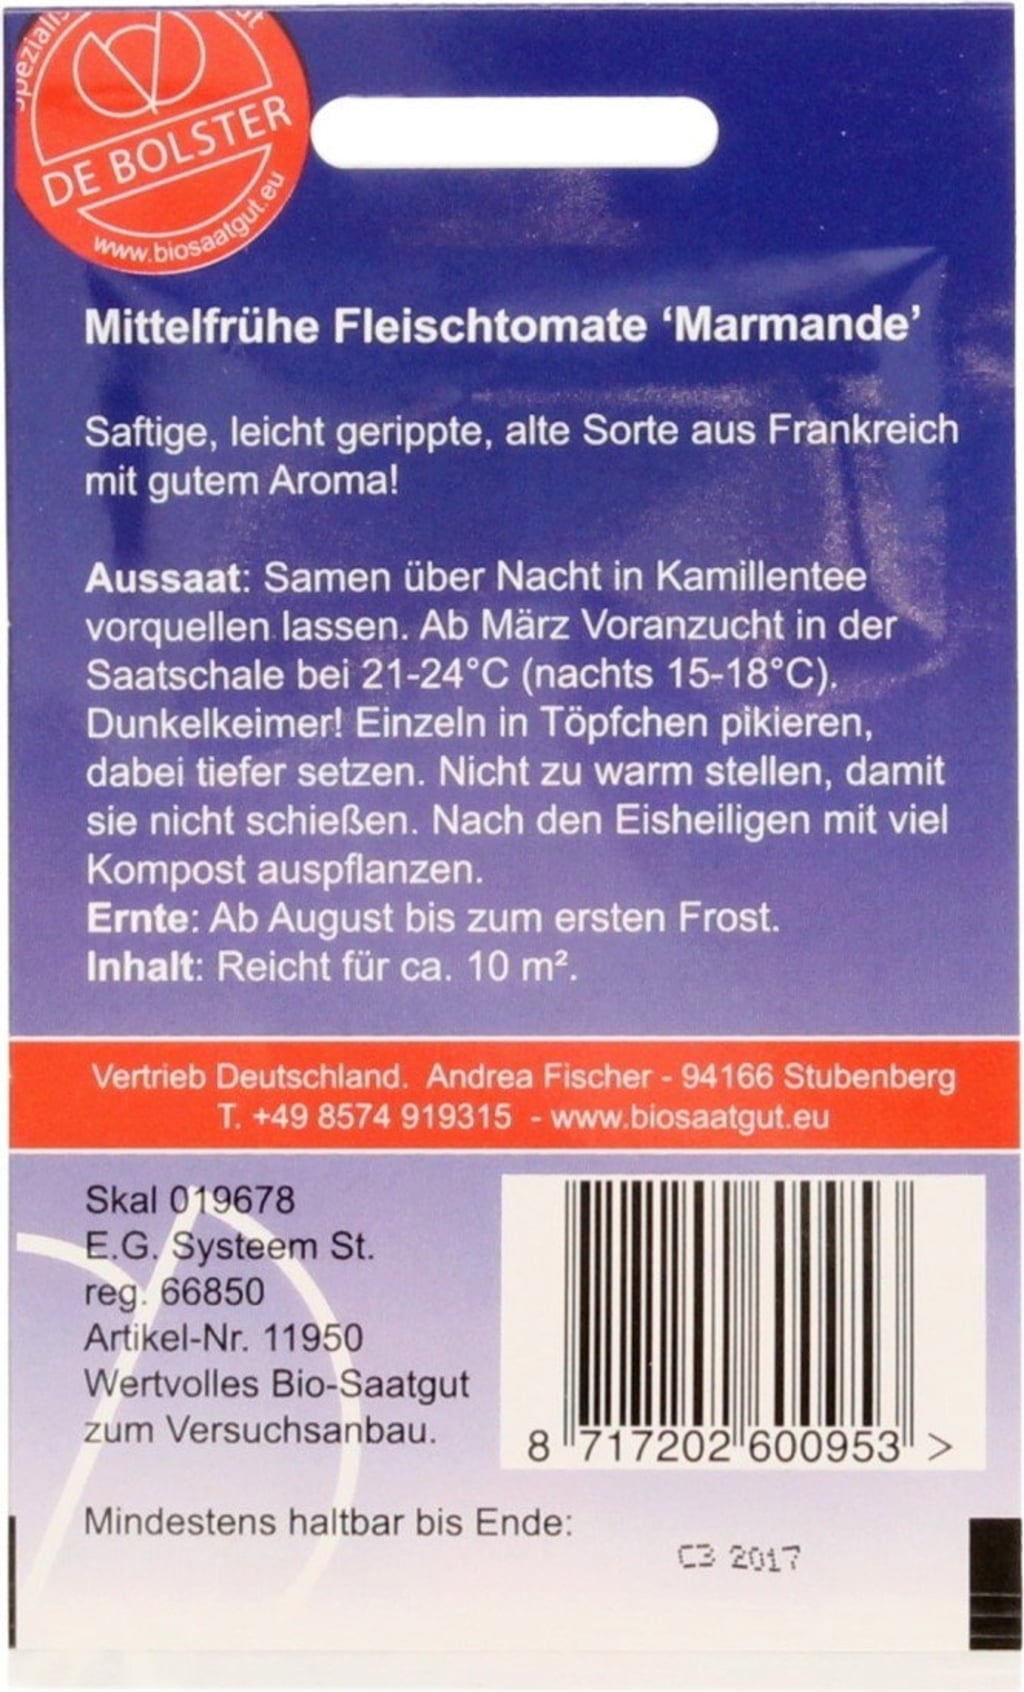 DE BOLSTER
www.biosaatgut.eu
Mittelfrühe Fleischtomate ‘Marmande’
Saftige, leicht gerippte, alte Sorte aus Frankreich
mit gutem Aroma!
Aussaat: Samen über Nacht in Kamillentee
vorquellen lassen. Ab März Voranzucht in der
Saatschale bei 21-24°C (nachts 15-18°C).
Dunkelkeimer! Einzeln in Töpfchen pikieren,
dabei tiefer setzen. Nicht zu warm stellen, damit
sie nicht schießen. Nach den Eisheiligen mit viel
Kompost auspflanzen.
Ernte: Ab August bis zum ersten Frost.
Inhalt: Reicht für ca. 10 m².
Vertrieb Deutschland. Andrea Fischer - 94166 Stubenberg
T. +49 8574 919315 - www.biosaatgut.eu
Skal 019678
E.G. Systeem St.
reg. 66850
Artikel-Nr. 11950
Wertvolles Bio-Saatgut
zum Versuchsanbau.
8 717202 600953 >
Mindestens haltbar bis Ende:
C3 2017